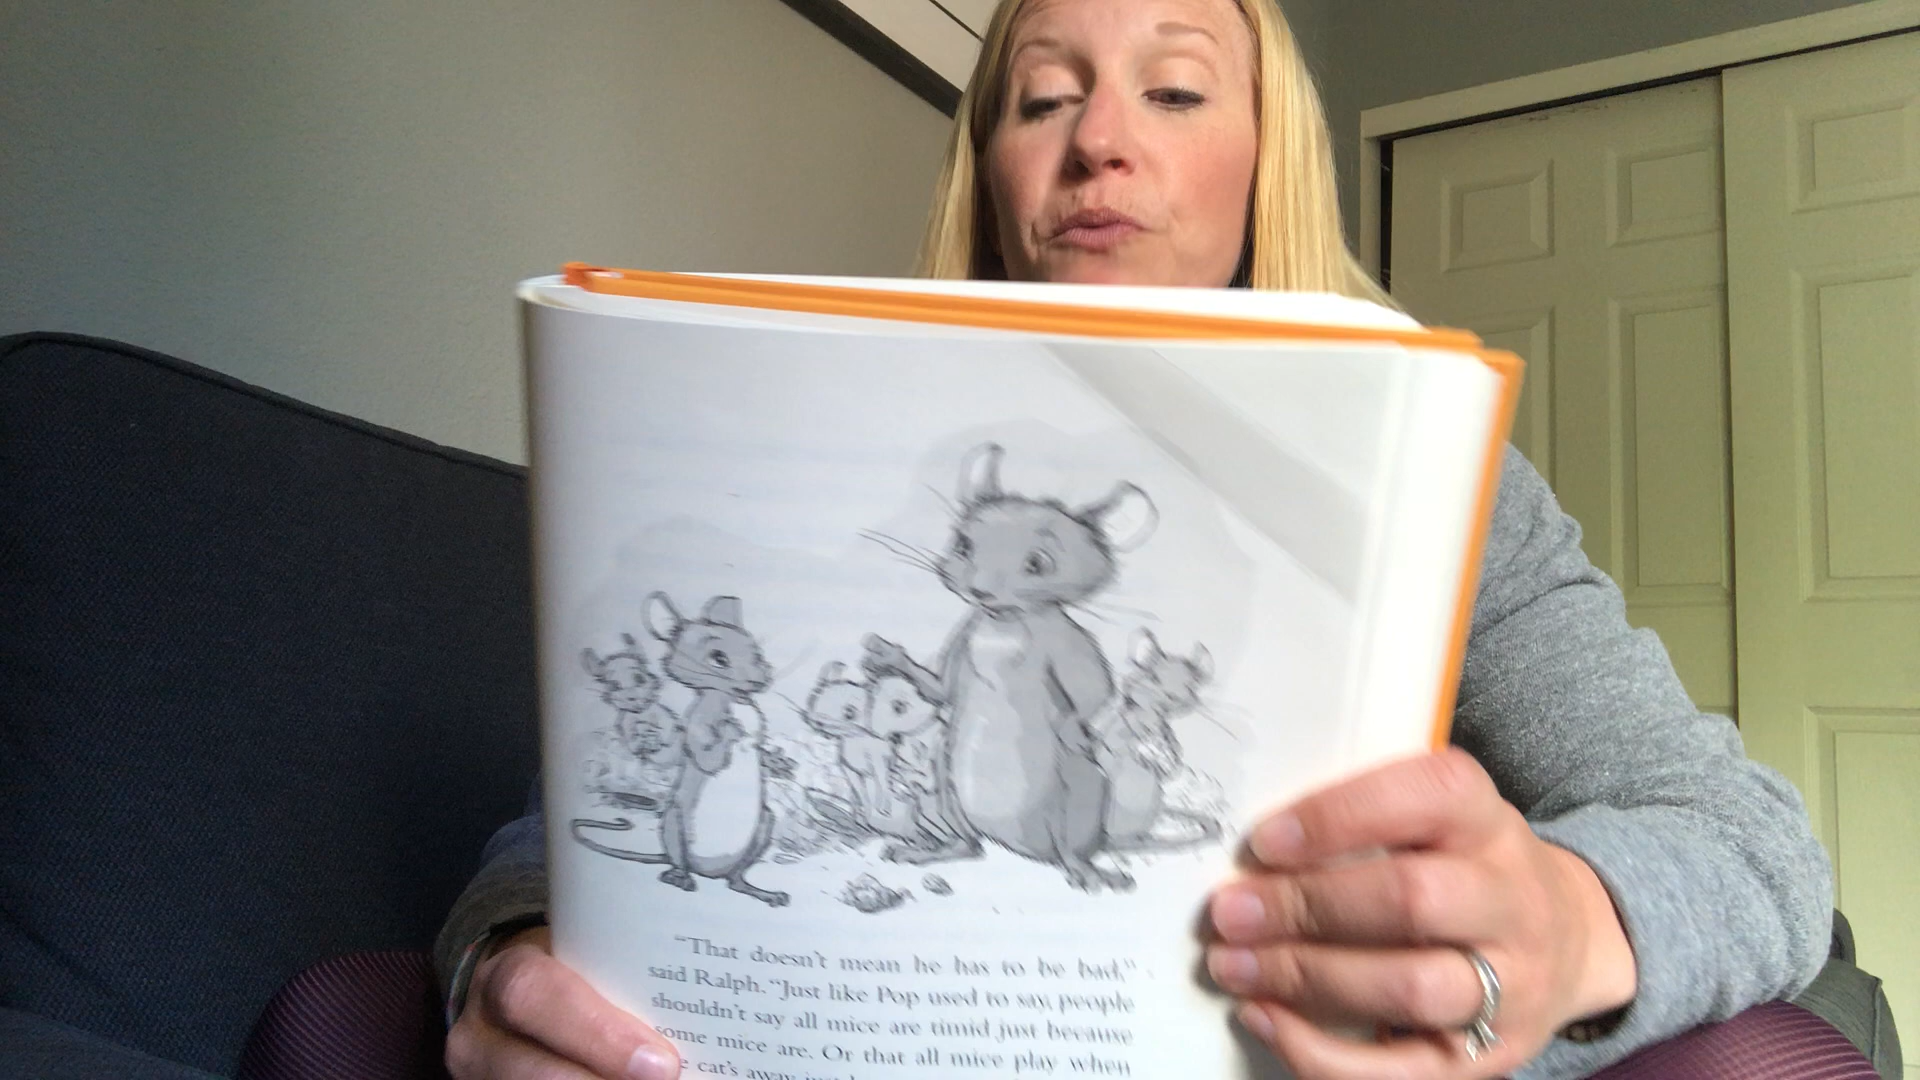 “That doesn’t mean he has to be bad,”
said Ralph. “Just like Pop used to say, people
shouldn’t say all mice are timid just because
some mice are. Or that all mice play when
cat’s away just